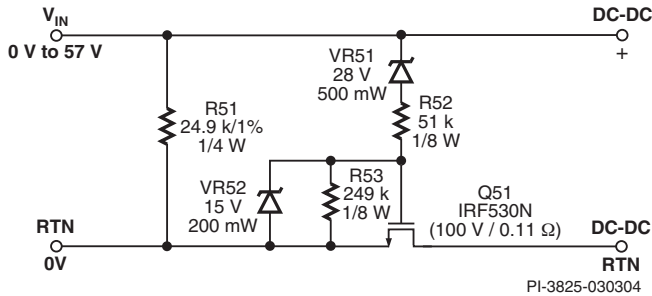 VIN
0 V to 57 V
DC-DC
+
VR51
28 V
500 mW
R51
24.9 k/1%
1/4 W
R52
51 k
1/8 W
VR52
15 V
200 mW
R53
249 k
1/8 W
Q51
IRF530N
(100 V / 0.11 Ω)
RTN
0V
DC-DC
RTN
PI-3825-030304